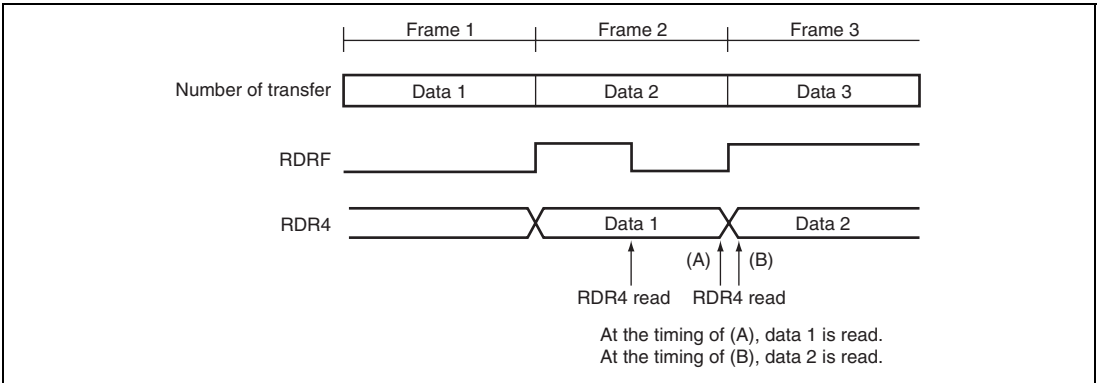 Frame 1 Frame 2 Frame 3
Number of transfer Data 1 Data 2 Data 3
RDRF
RDR4 Data 1 Data 2
(A) (B)
RDR4 read RDR4 read
At the timing of (A), data 1 is read.
At the timing of (B), data 2 is read.